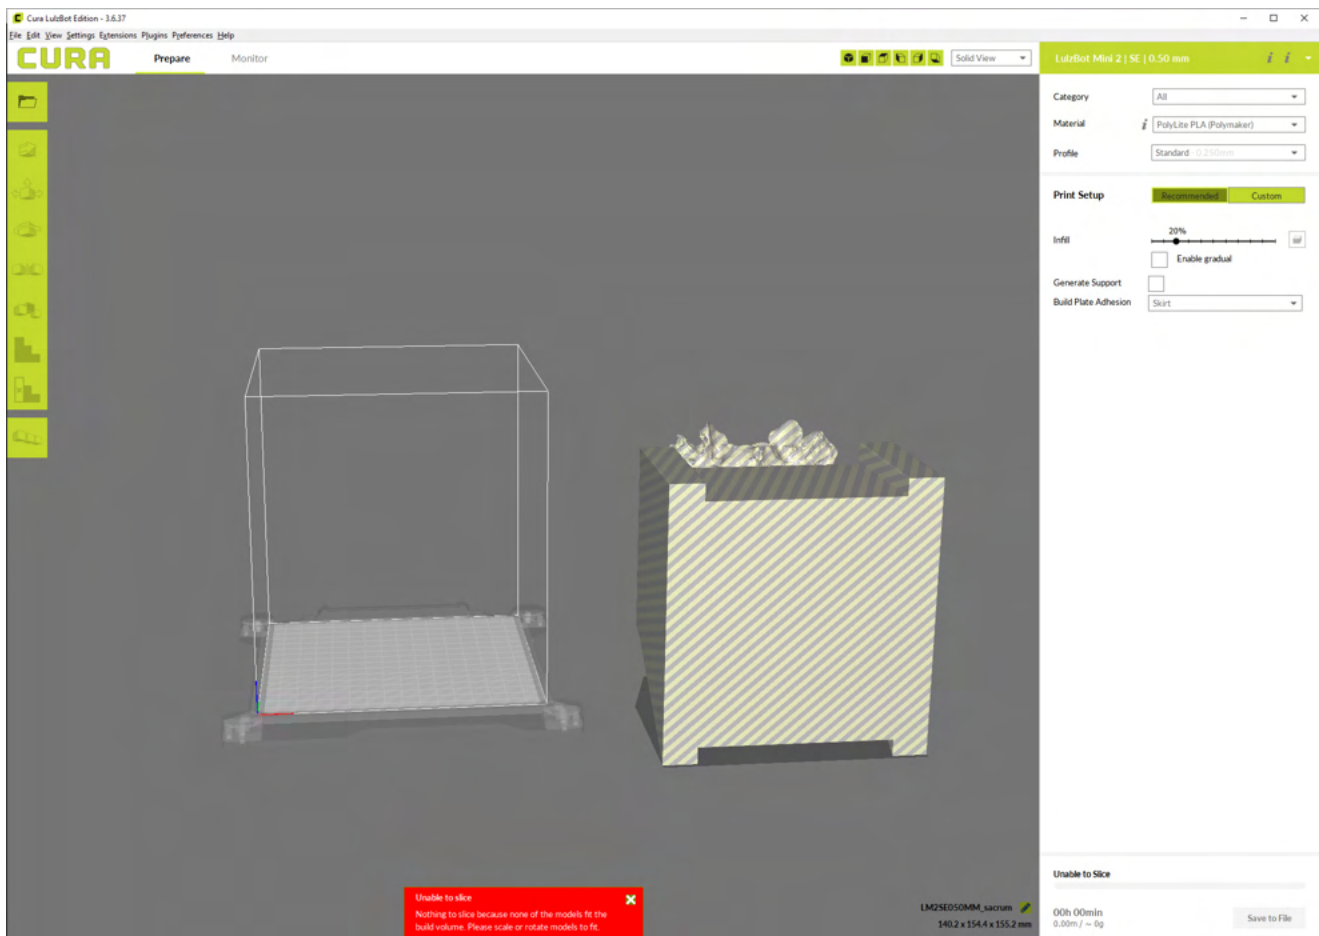 Cura LulzBot Edition - 3.6.37
File Edit View Settings Extensions Plugins Preferences Help
CURA
Prepare
Monitor
Solid View
LulzBot Mini 2 | SE | 0.50 mm
Category
All
Material
PolyLite PLA (Polymaker)
Profile
Standard - 0.250mm
Print Setup
Recommended
Custom
Infill
20%
Enable gradual
Generate Support
Build Plate Adhesion
Skirt
Unable to slice
Nothing to slice because none of the models fit the
build volume. Please scale or rotate models to fit.
LM2SE050MM_sacrum
140.2 x 154.4 x 155.2 mm
Unable to Slice
00h 00min
0.00m / ~ 0g
Save to File